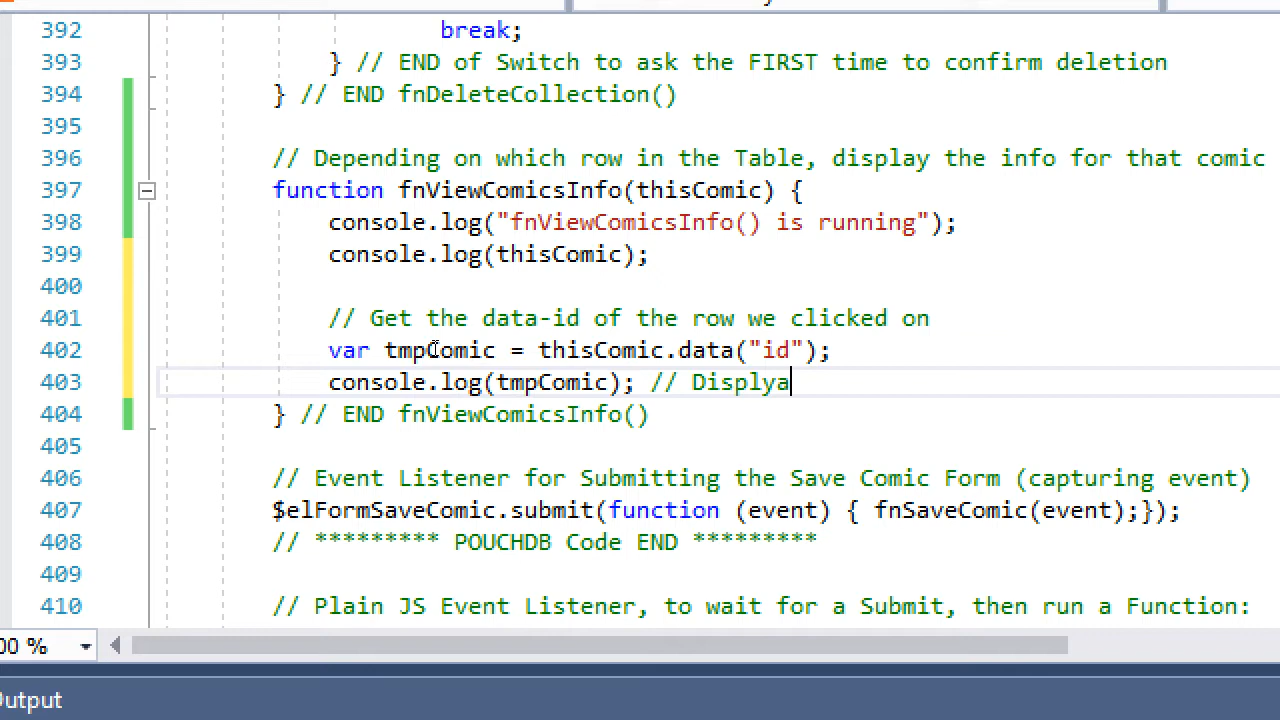 392 break;
393 } // END of Switch to ask the FIRST time to confirm deletion
394 } // END fnDeleteCollection()
395
396 // Depending on which row in the Table, display the info for that comic
397 function fnViewComicsInfo(thisComic) {
398 console.log("fnViewComicsInfo() is running");
399 console.log(thisComic);
400
401 // Get the data-id of the row we clicked on
402 var tmpComic = thisComic.data("id");
403 console.log(tmpComic); // Displya
404 } // END fnViewComicsInfo()
405
406 // Event Listener for Submitting the Save Comic Form (capturing event)
407 $elFormSaveComic.submit(function (event) { fnSaveComic(event);});
408 // ********* POUCHDB Code END *********
409
410 // Plain JS Event Listener, to wait for a Submit, then run a Function:
00 %
Output